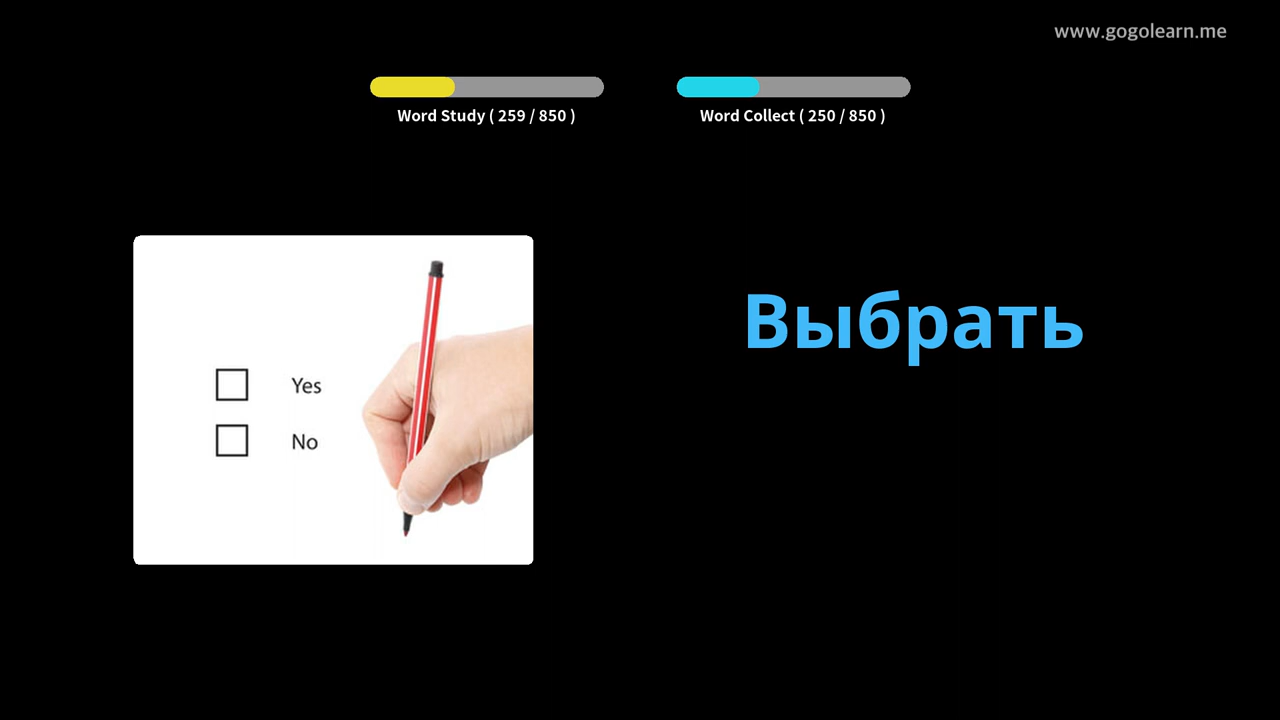 www.gogolearn.me
Word Study ( 259 / 850 )
Word Collect ( 250 / 850 )
Выбрать
Yes
No